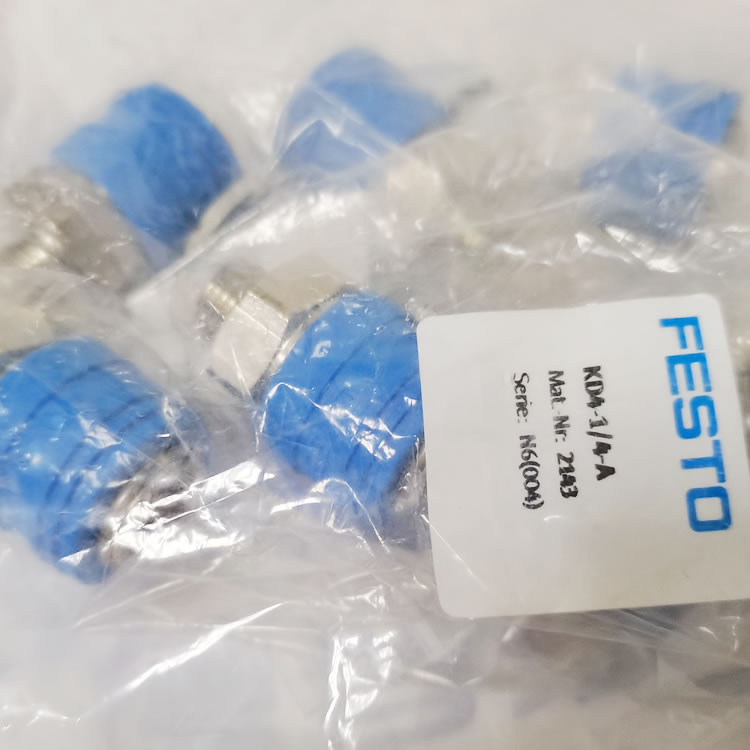 FESTO
KD4-1/4-A
Mat.-Nr: 2143
Serie: N6(004)